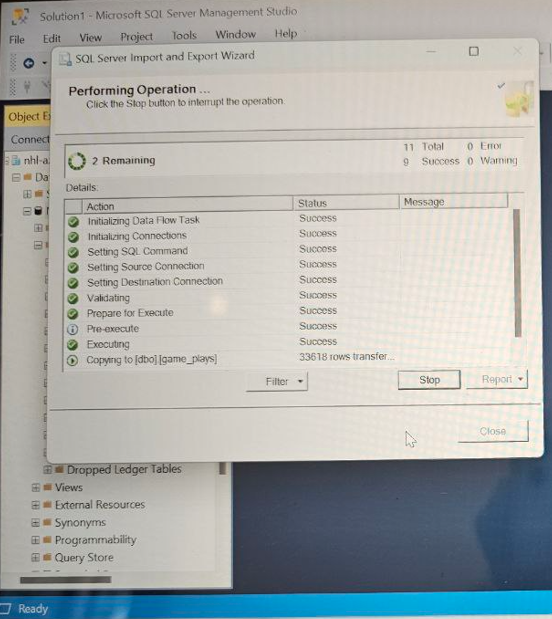 Solution1 - Microsoft SQL Server Management Studio
File Edit View Project Tools Window Help
SQL Server Import and Export Wizard
Performing Operation ...
Click the Stop button to interrupt the operation.
Object E
Connect
2 Remaining
11 Total 0 Error
9 Success 0 Warning
nhl-a
Da
Details:
Action Status Message
Initializing Data Flow Task Success
Initializing Connections Success
Setting SQL Command Success
Setting Source Connection Success
Setting Destination Connection Success
Validating Success
Prepare for Execute Success
Pre-execute Success
Executing Success
Copying to [dbo].[game_plays] 33618 rows transfer...
Filter Stop Report
Close
Dropped Ledger Tables
Views
External Resources
Synonyms
Programmability
Query Store
Ready